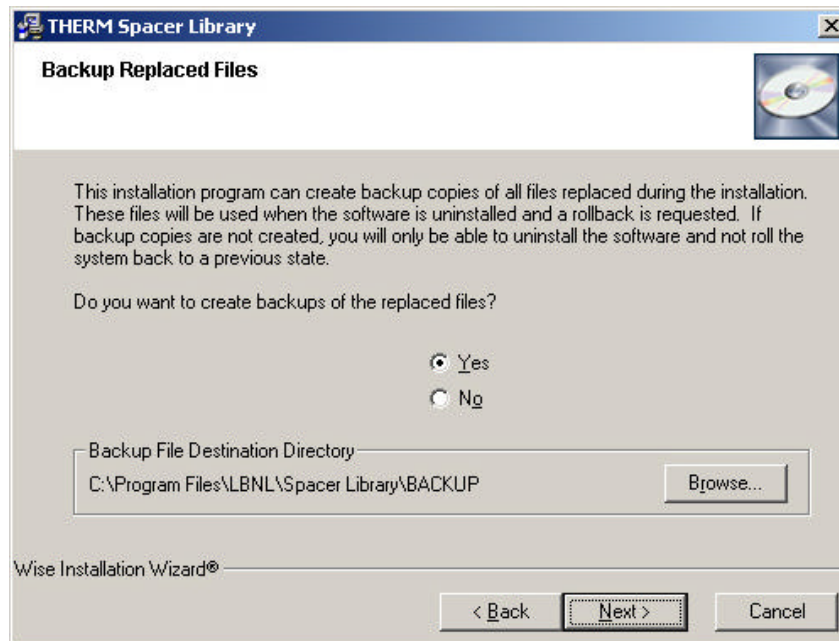 THERM Spacer Library
Backup Replaced Files
This installation program can create backup copies of all files replaced during the installation.
These files will be used when the software is uninstalled and a rollback is requested. If
backup copies are not created, you will only be able to uninstall the software and not roll the
system back to a previous state.
Do you want to create backups of the replaced files?
Yes
No
Backup File Destination Directory
C:\Program Files\LBNL\Spacer Library\BACKUP
Browse...
Wise Installation Wizard®
< Back
Next >
Cancel